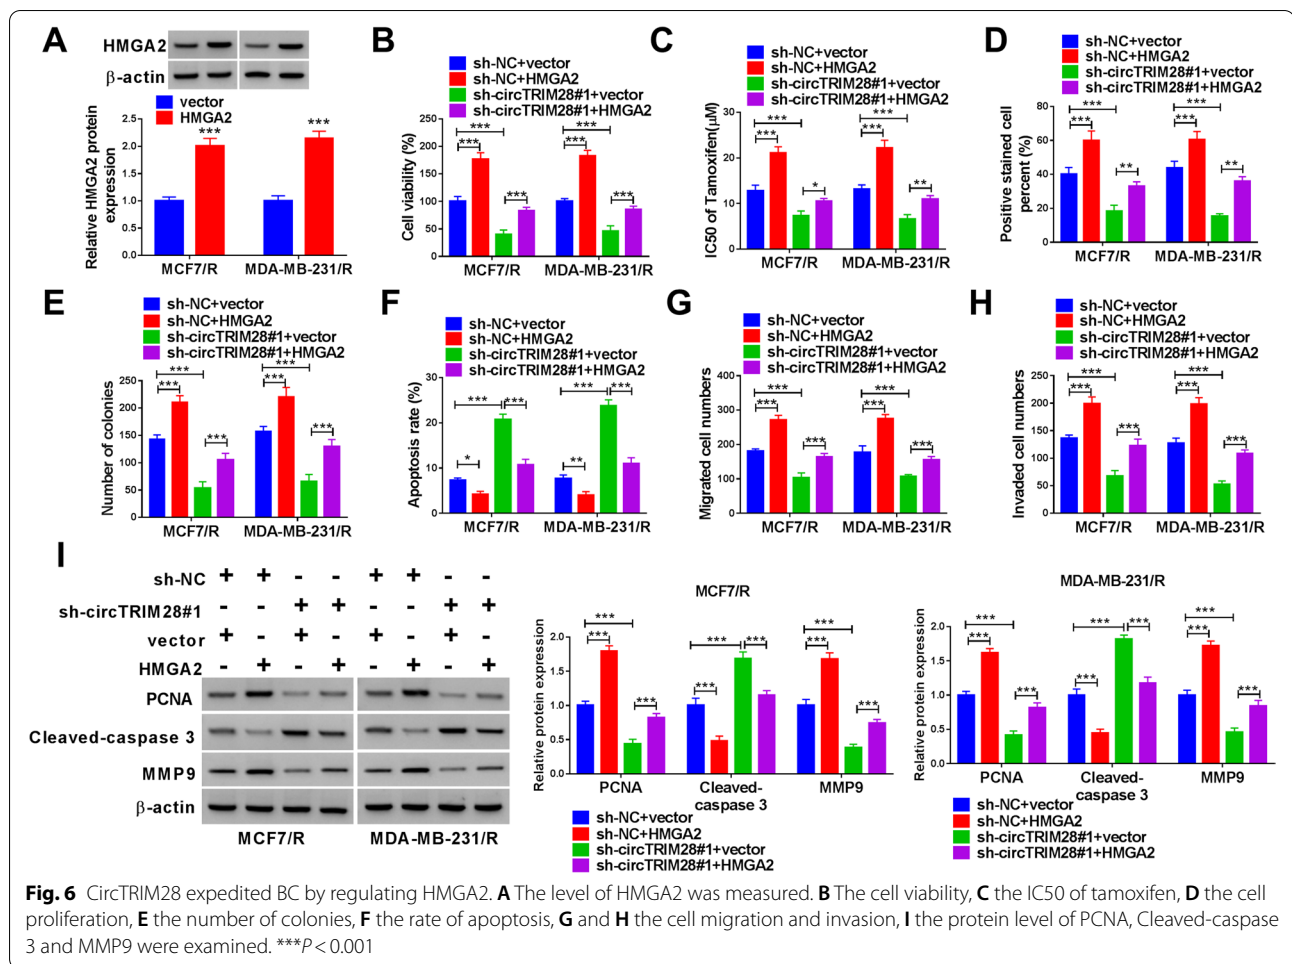 A
HMGA2
β-actin
vector
HMGA2
Relative HMGA2 protein
expression
2.5
2.0
1.5
1.0
0.5
0.0
***
***
MCF7/R
MDA-MB-231/R
B
sh-NC+vector
sh-NC+HMGA2
sh-circTRIM28#1+vector
sh-circTRIM28#1+HMGA2
Cell viability (%)
250
200
150
100
50
0
***
***
***
***
***
***
MCF7/R
MDA-MB-231/R
C
sh-NC+vector
sh-NC+HMGA2
sh-circTRIM28#1+vector
sh-circTRIM28#1+HMGA2
IC50 of Tamoxifen(μM)
30
20
10
0
***
***
*
***
***
**
MCF7/R
MDA-MB-231/R
D
sh-NC+vector
sh-NC+HMGA2
sh-circTRIM28#1+vector
sh-circTRIM28#1+HMGA2
Positive stained cell
percent (%)
80
60
40
20
0
***
***
**
***
***
**
MCF7/R
MDA-MB-231/R
E
sh-NC+vector
sh-NC+HMGA2
sh-circTRIM28#1+vector
sh-circTRIM28#1+HMGA2
Number of colonies
250
200
150
100
50
0
***
***
***
***
***
***
MCF7/R
MDA-MB-231/R
F
sh-NC+vector
sh-NC+HMGA2
sh-circTRIM28#1+vector
sh-circTRIM28#1+HMGA2
Apoptosis rate (%)
30
20
10
0
***
***
*
***
***
**
MCF7/R
MDA-MB-231/R
G
sh-NC+vector
sh-NC+HMGA2
sh-circTRIM28#1+vector
sh-circTRIM28#1+HMGA2
Migrated cell numbers
400
300
200
100
0
***
***
***
***
***
***
MCF7/R
MDA-MB-231/R
H
sh-NC+vector
sh-NC+HMGA2
sh-circTRIM28#1+vector
sh-circTRIM28#1+HMGA2
Invaded cell numbers
250
200
150
100
50
0
***
***
***
***
***
***
MCF7/R
MDA-MB-231/R
I
sh-NC + + - - + + - -
sh-circTRIM28#1 - - + + - - + +
vector + - + - + - + -
HMGA2 - + - + - + - +
PCNA
Cleaved-caspase 3
MMP9
β-actin
MCF7/R
MDA-MB-231/R
MCF7/R
Relative protein expression
2.0
1.5
1.0
0.5
0.0
***
***
***
***
***
***
***
***
***
PCNA
Cleaved-
caspase 3
MMP9
sh-NC+vector
sh-NC+HMGA2
sh-circTRIM28#1+vector
sh-circTRIM28#1+HMGA2
MDA-MB-231/R
Relative protein expression
2.0
1.5
1.0
0.5
0.0
***
***
***
***
***
***
***
***
***
PCNA
Cleaved-
caspase 3
MMP9
sh-NC+vector
sh-NC+HMGA2
sh-circTRIM28#1+vector
sh-circTRIM28#1+HMGA2
Fig. 6 CircTRIM28 expedited BC by regulating HMGA2. A The level of HMGA2 was measured. B The cell viability, C the IC50 of tamoxifen, D the cell
proliferation, E the number of colonies, F the rate of apoptosis, G and H the cell migration and invasion, I the protein level of PCNA, Cleaved-caspase
3 and MMP9 were examined. ***P < 0.001